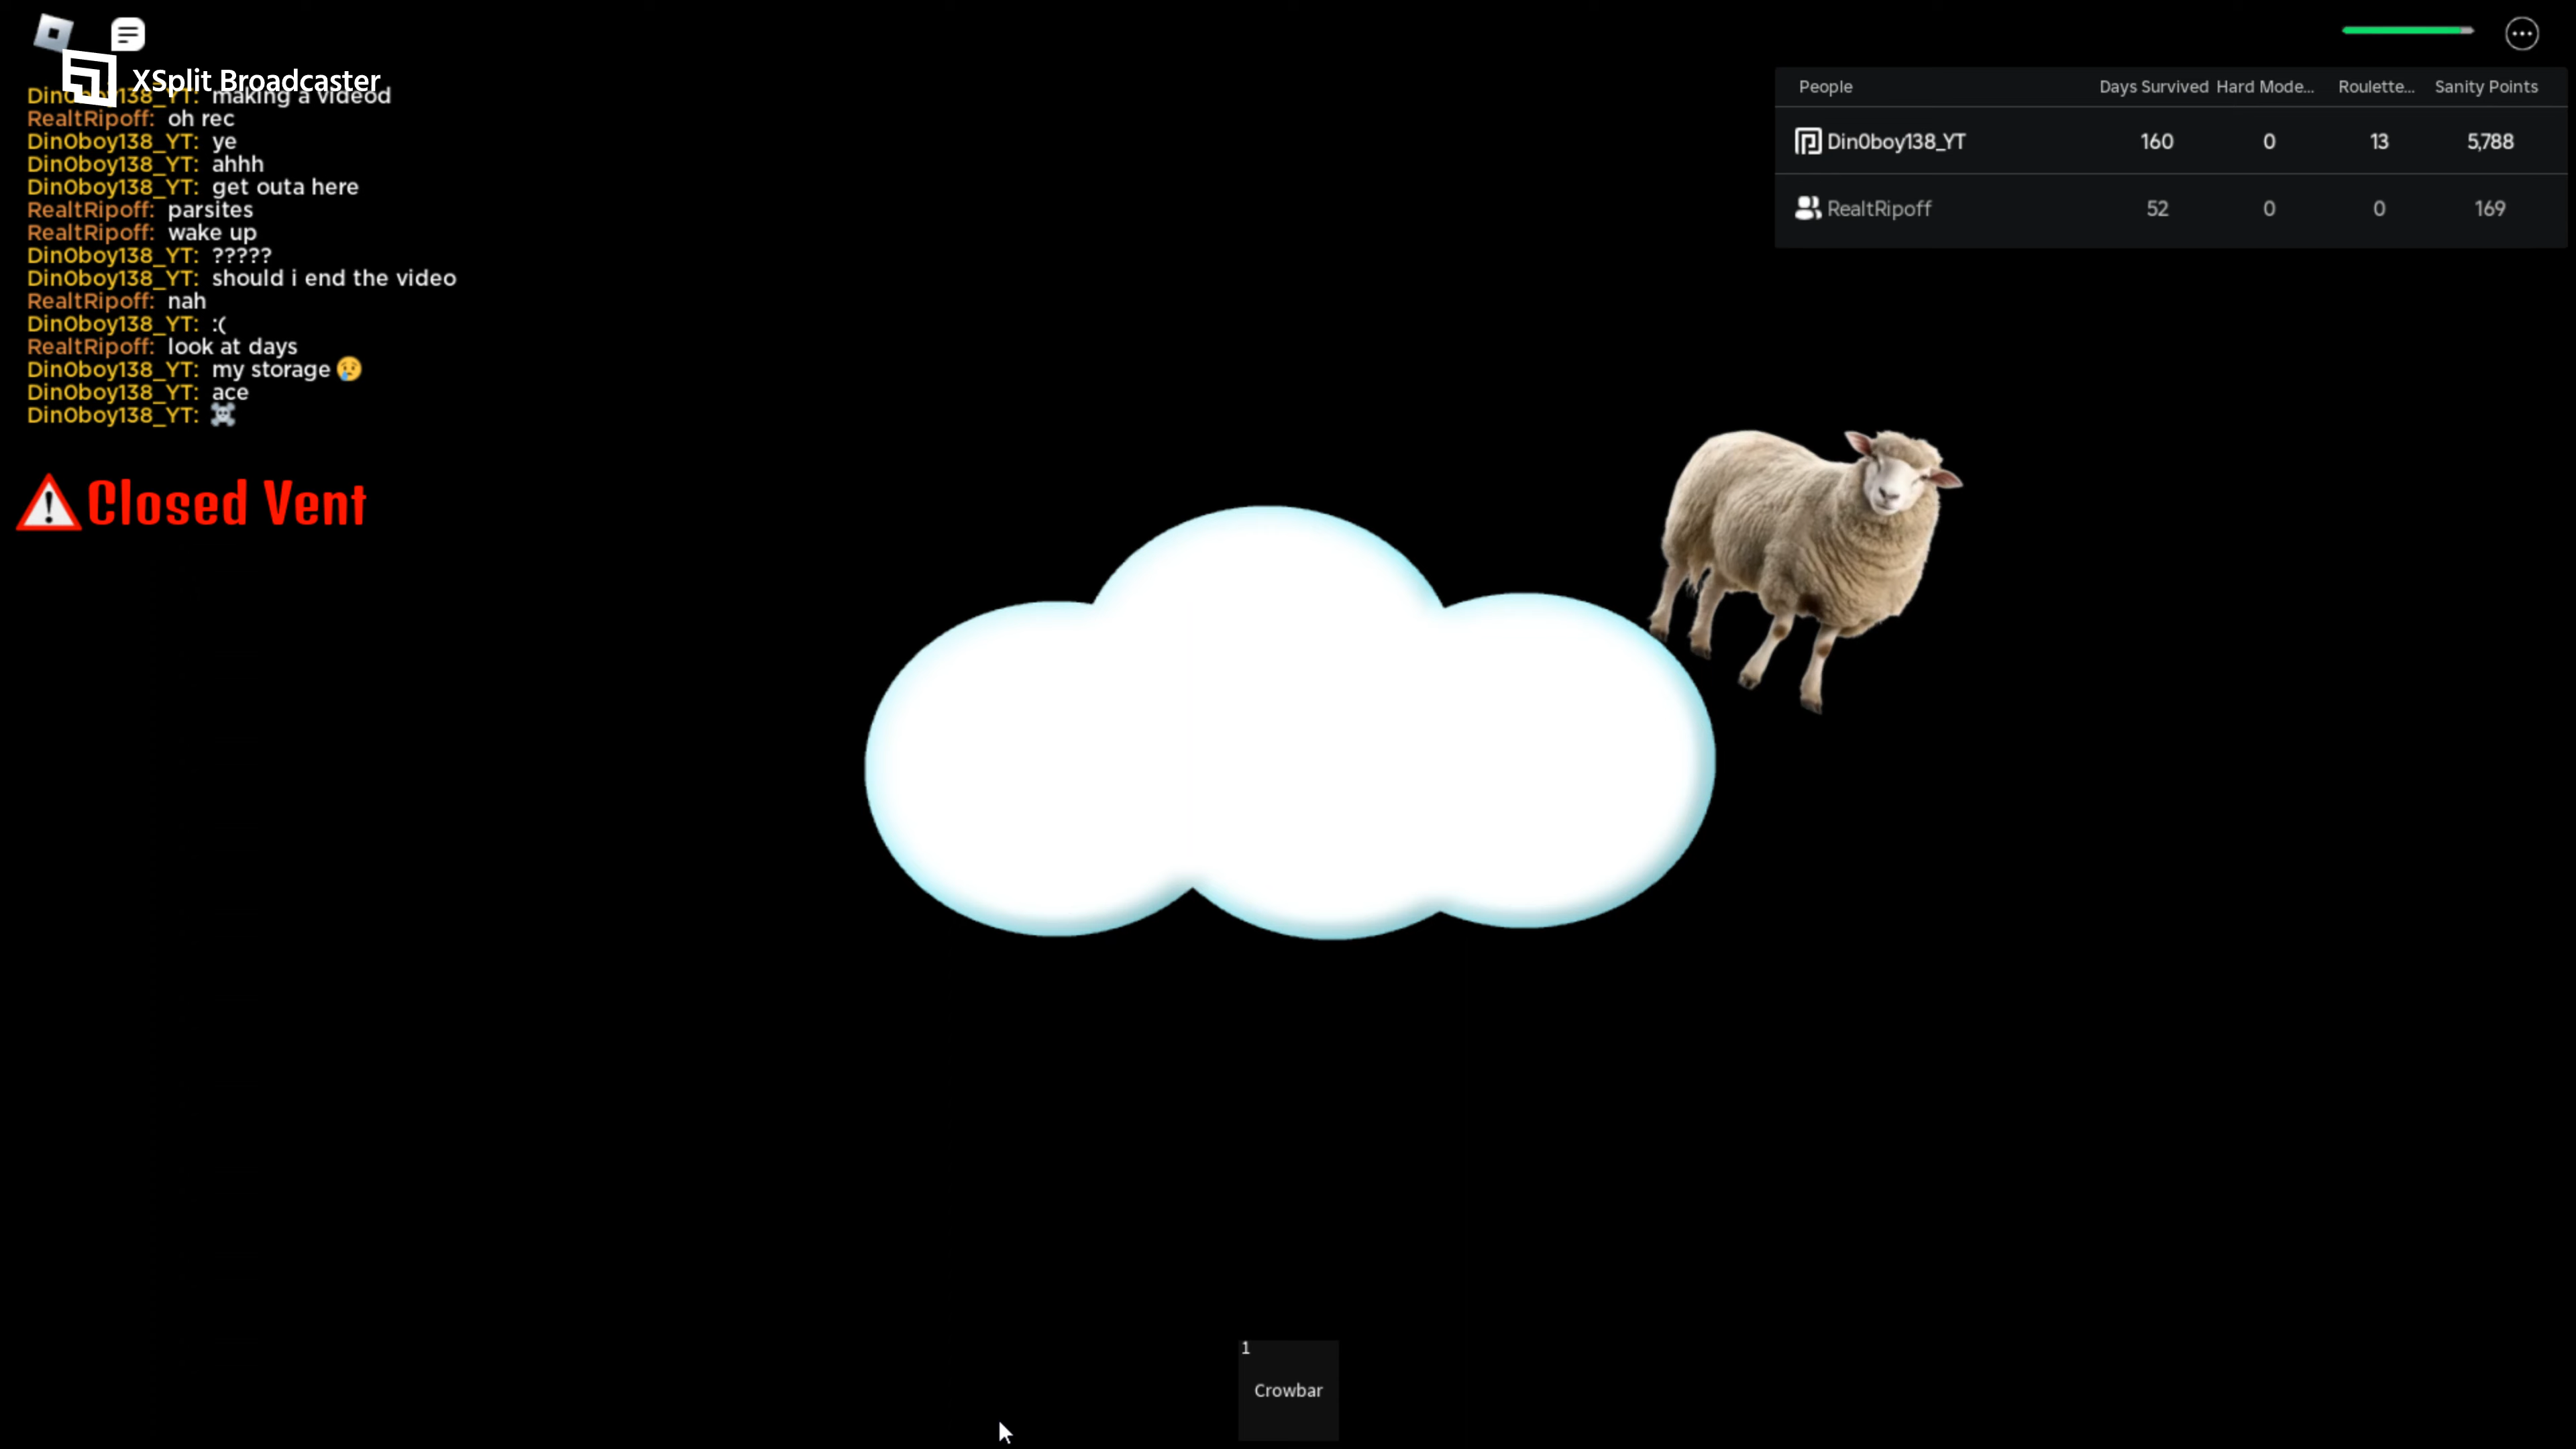 XSplit Broadcaster
Din0boy138_YT: making a videod
RealtRipoff: oh rec
Din0boy138_YT: ye
Din0boy138_YT: ahhh
Din0boy138_YT: get outa here
RealtRipoff: parsites
RealtRipoff: wake up
Din0boy138_YT: ?????
Din0boy138_YT: should i end the video
RealtRipoff: nah
Din0boy138_YT: :(
RealtRipoff: look at days
Din0boy138_YT: my storage 😢
Din0boy138_YT: ace
Din0boy138_YT: ☠️
Closed Vent
People Days Survived Hard Mode... Roulette... Sanity Points
Din0boy138_YT 160 0 13 5,788
RealtRipoff 52 0 0 169
1
Crowbar